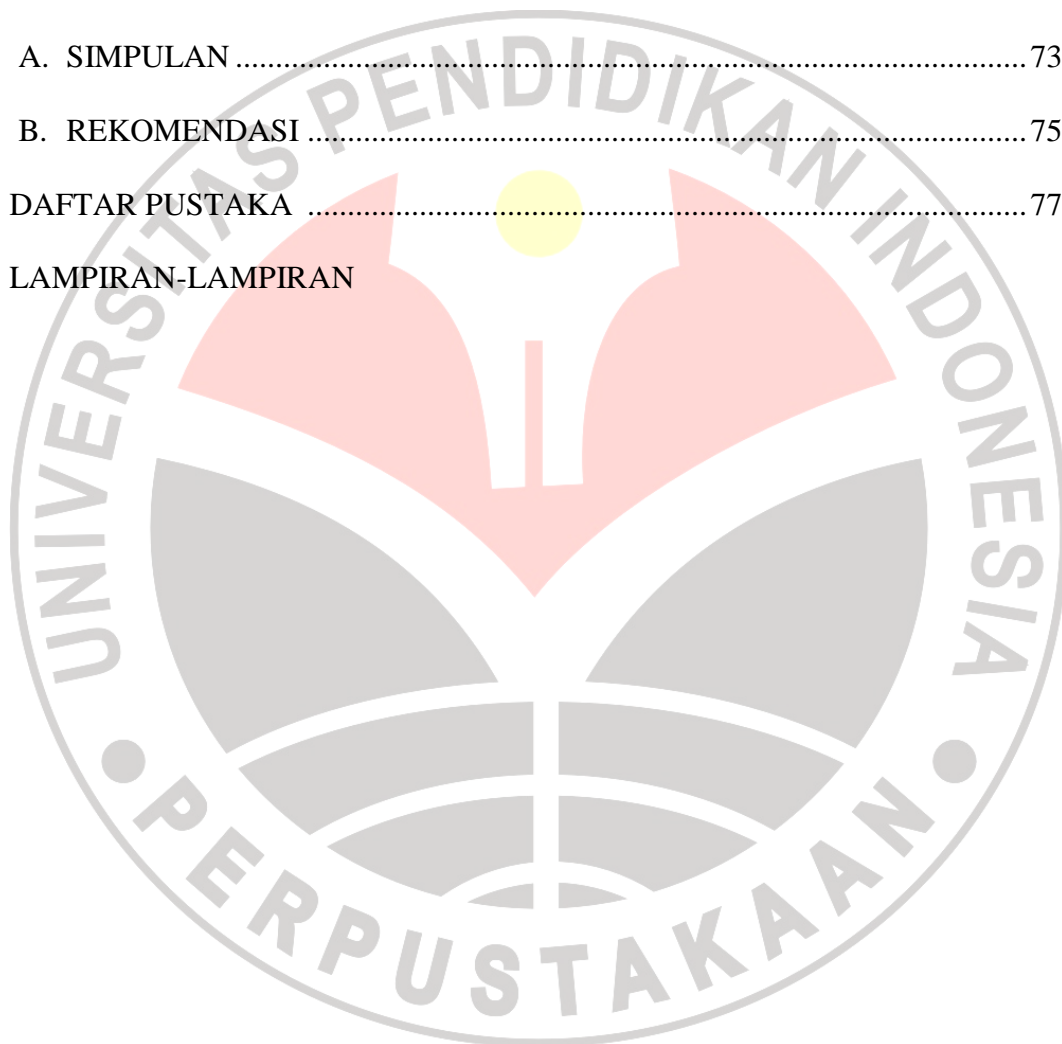 A. SIMPULAN ........................................................................................ 73
B. REKOMENDASI ................................................................................ 75
DAFTAR PUSTAKA ................................................................................ 77
LAMPIRAN-LAMPIRAN
UNIVERSITAS PENDIDIKAN INDONESIA
PERPUSTAKAAN